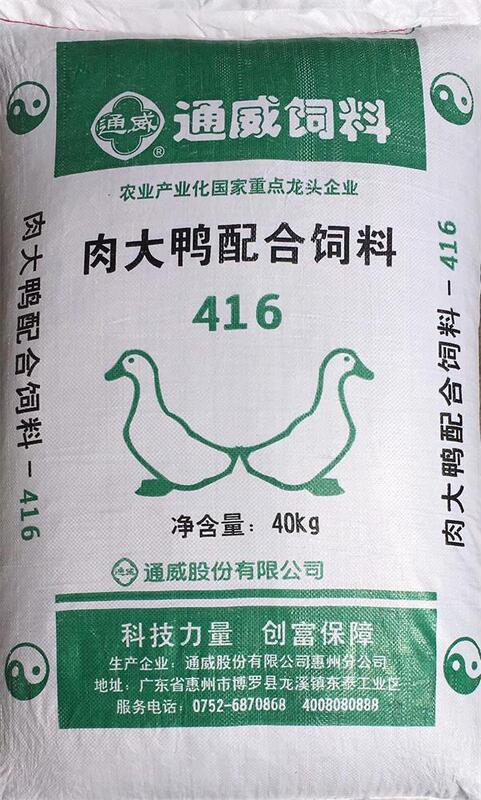 通威® 通威饲料
农业产业化国家重点龙头企业
肉大鸭配合饲料
416
肉大鸭配合饲料-416
肉大鸭配合饲料-416
净含量：40kg
通威 通威股份有限公司
科技力量 创富保障
生产企业：通威股份有限公司惠州分公司
地址：广东省惠州市博罗县龙溪镇东泰工业区
服务电话：0752-6870868 4008080888